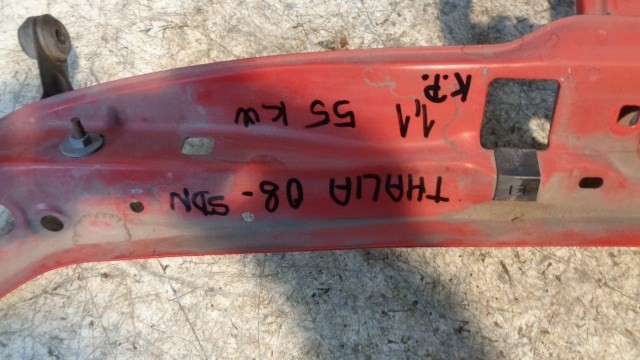 THALIA 08- SDN
1,1 55 KW
K.P.